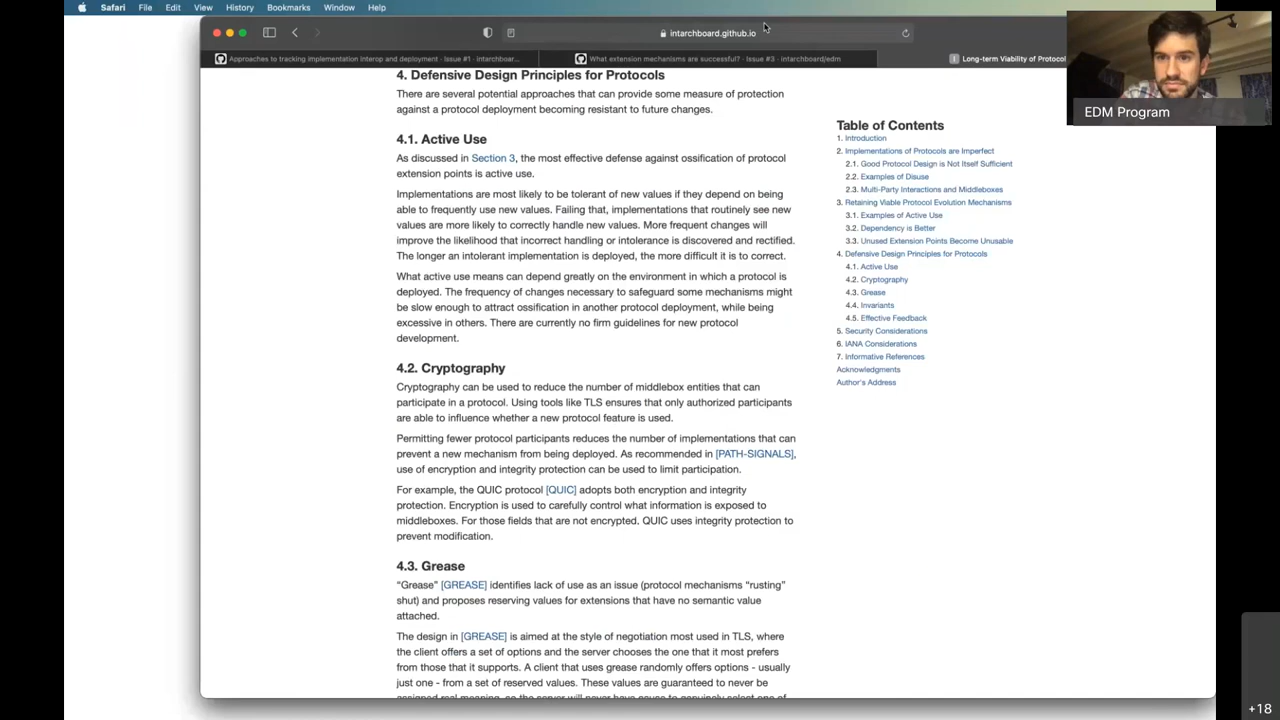 Safari File Edit View History Bookmarks Window Help
intarchboard.github.io
Approaches to tracking implementation interop and deployment · Issue #1 · intarchboar...
What extension mechanisms are successful? · Issue #3 · intarchboard/edm
Long-term Viability of Protocol
EDM Program
4. Defensive Design Principles for Protocols
There are several potential approaches that can provide some measure of protection
against a protocol deployment becoming resistant to future changes.
4.1. Active Use
As discussed in Section 3, the most effective defense against ossification of protocol
extension points is active use.
Implementations are most likely to be tolerant of new values if they depend on being
able to frequently use new values. Failing that, implementations that routinely see new
values are more likely to correctly handle new values. More frequent changes will
improve the likelihood that incorrect handling or intolerance is discovered and rectified.
The longer an intolerant implementation is deployed, the more difficult it is to correct.
What active use means can depend greatly on the environment in which a protocol is
deployed. The frequency of changes necessary to safeguard some mechanisms might
be slow enough to attract ossification in another protocol deployment, while being
excessive in others. There are currently no firm guidelines for new protocol
development.
4.2. Cryptography
Cryptography can be used to reduce the number of middlebox entities that can
participate in a protocol. Using tools like TLS ensures that only authorized participants
are able to influence whether a new protocol feature is used.
Permitting fewer protocol participants reduces the number of implementations that can
prevent a new mechanism from being deployed. As recommended in [PATH-SIGNALS],
use of encryption and integrity protection can be used to limit participation.
For example, the QUIC protocol [QUIC] adopts both encryption and integrity
protection. Encryption is used to carefully control what information is exposed to
middleboxes. For those fields that are not encrypted. QUIC uses integrity protection to
prevent modification.
4.3. Grease
“Grease” [GREASE] identifies lack of use as an issue (protocol mechanisms “rusting”
shut) and proposes reserving values for extensions that have no semantic value
attached.
The design in [GREASE] is aimed at the style of negotiation most used in TLS, where
the client offers a set of options and the server chooses the one that it most prefers
from those that it supports. A client that uses grease randomly offers options - usually
just one - from a set of reserved values. These values are guaranteed to never be
assigned real meaning, so the server will never have cause to genuinely select one of
Table of Contents
1. Introduction
2. Implementations of Protocols are Imperfect
2.1. Good Protocol Design is Not Itself Sufficient
2.2. Examples of Disuse
2.3. Multi-Party Interactions and Middleboxes
3. Retaining Viable Protocol Evolution Mechanisms
3.1. Examples of Active Use
3.2. Dependency is Better
3.3. Unused Extension Points Become Unusable
4. Defensive Design Principles for Protocols
4.1. Active Use
4.2. Cryptography
4.3. Grease
4.4. Invariants
4.5. Effective Feedback
5. Security Considerations
6. IANA Considerations
7. Informative References
Acknowledgments
Author's Address
+18